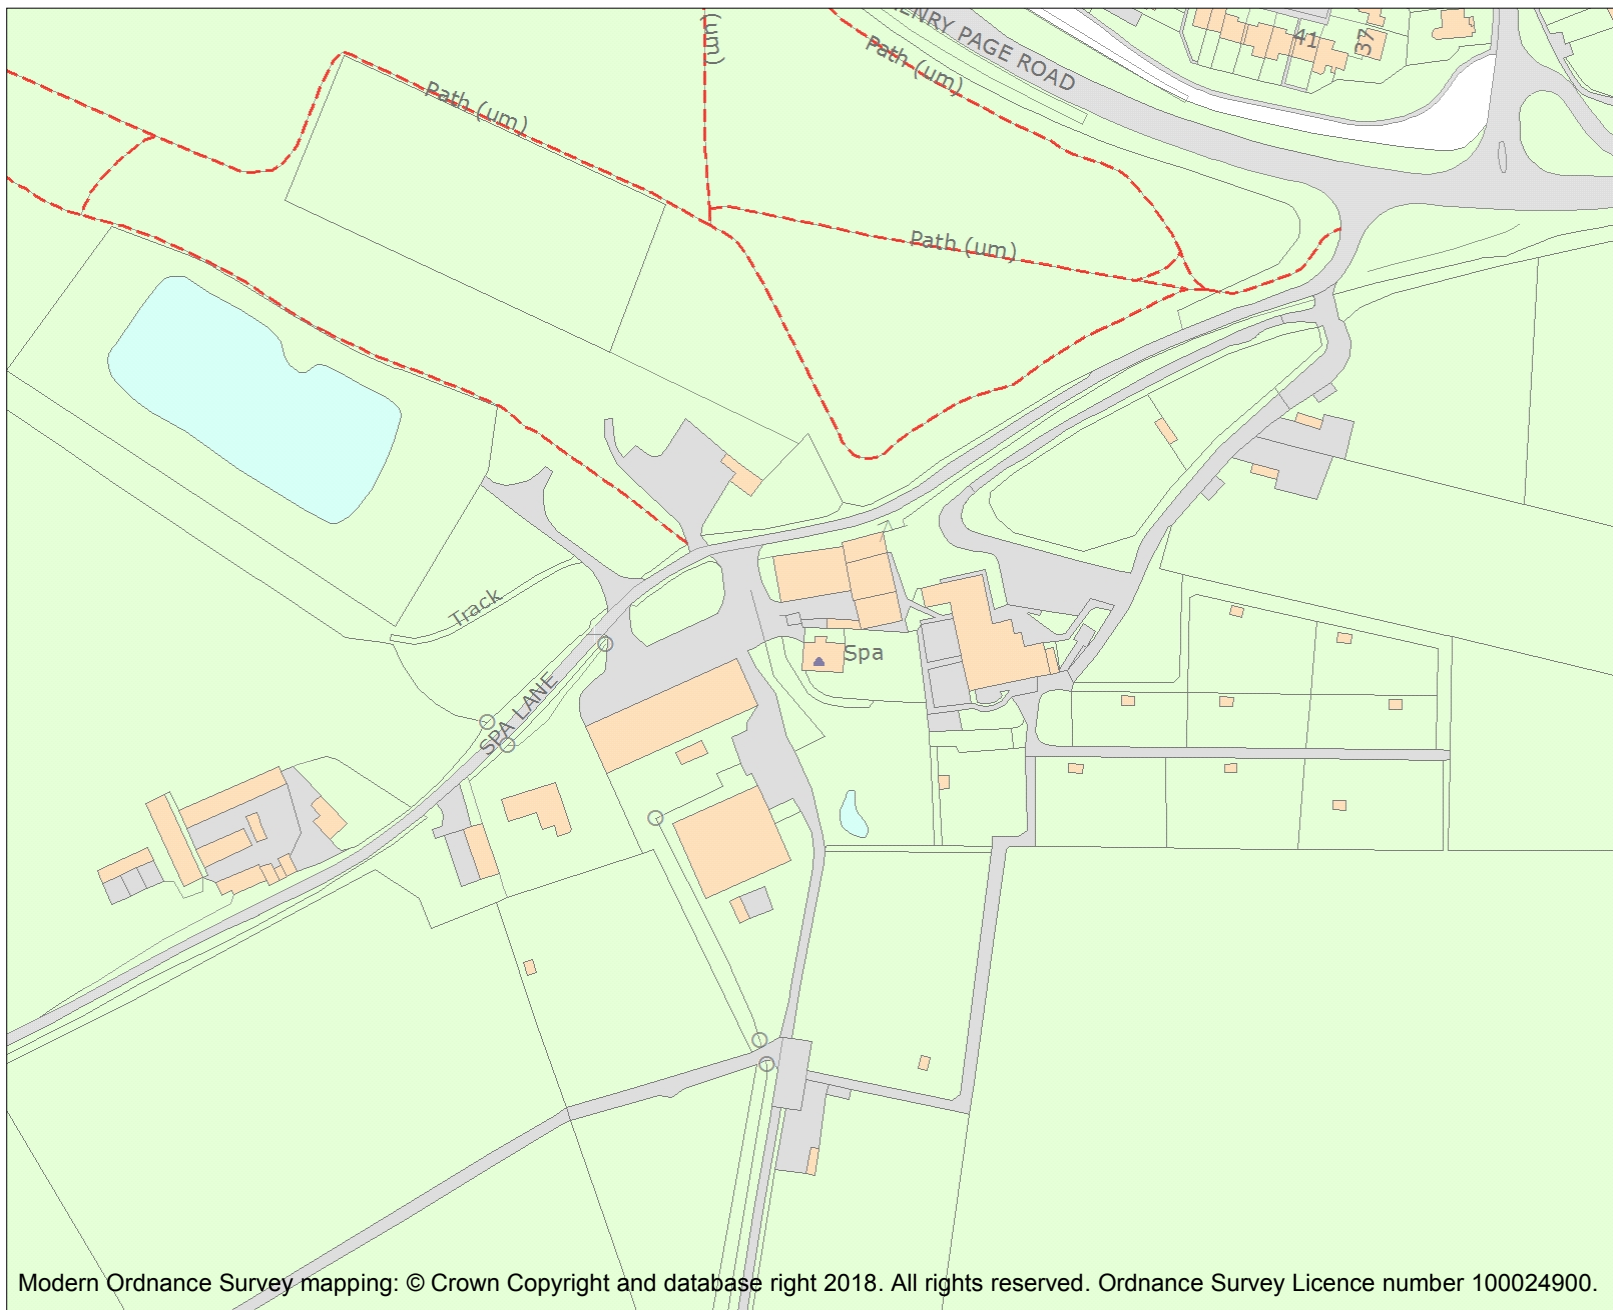 HENRY PAGE ROAD
41
37
(um)
Path (um)
Path (um)
Path (um)
Track
Spa
SPA LANE
Modern Ordnance Survey mapping: © Crown Copyright and database right 2018. All rights reserved. Ordnance Survey Licence number 100024900.